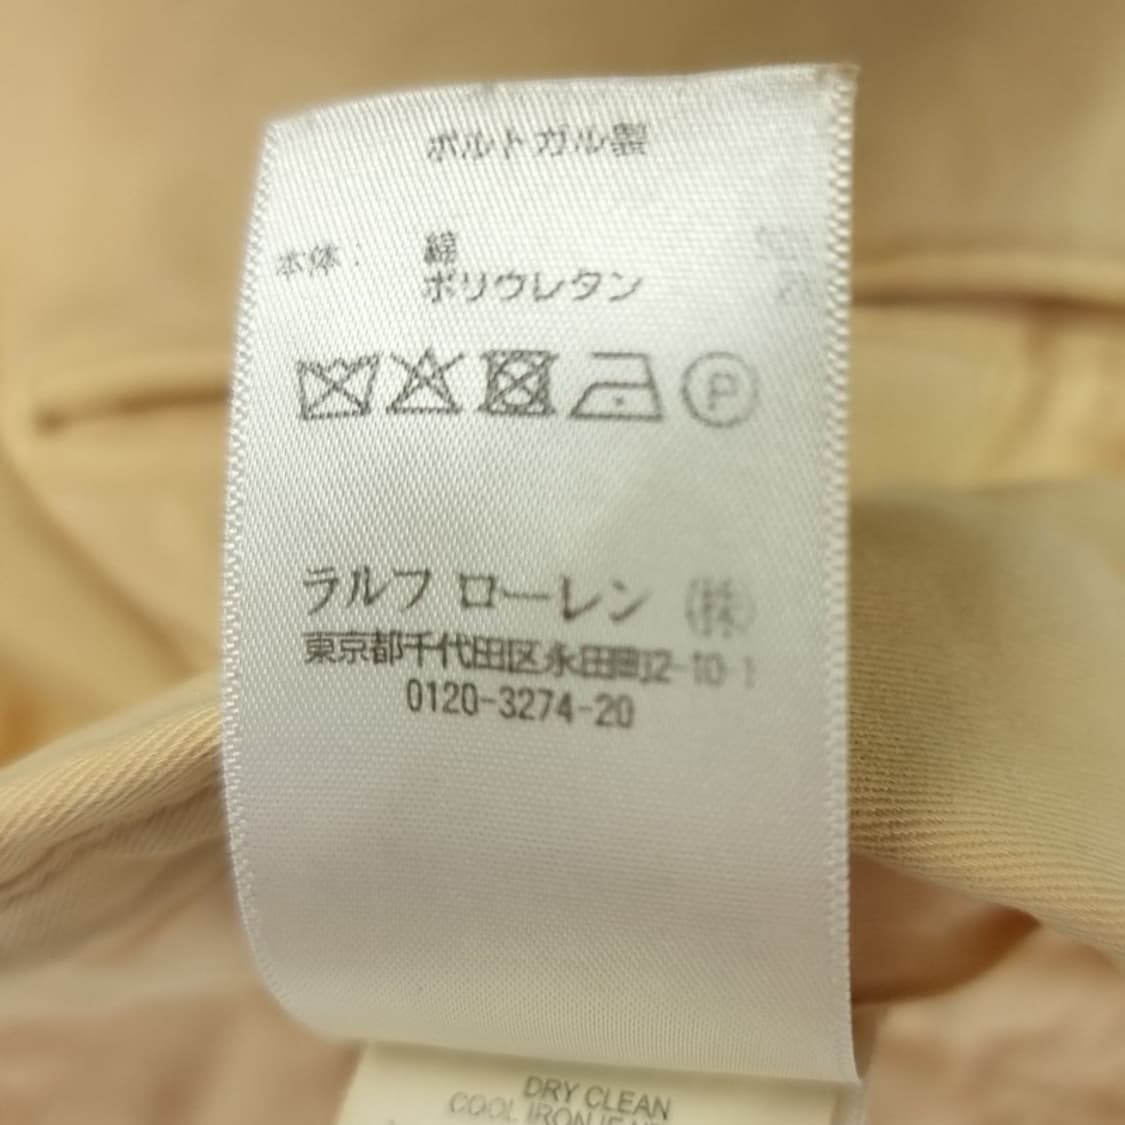 ポルトガル製
本体： 綿
ポリウレタン
P
ラルフ ローレン (株)
東京都千代田区永田町2-10-1
0120-3274-20
DRY CLEAN
COOL IRON